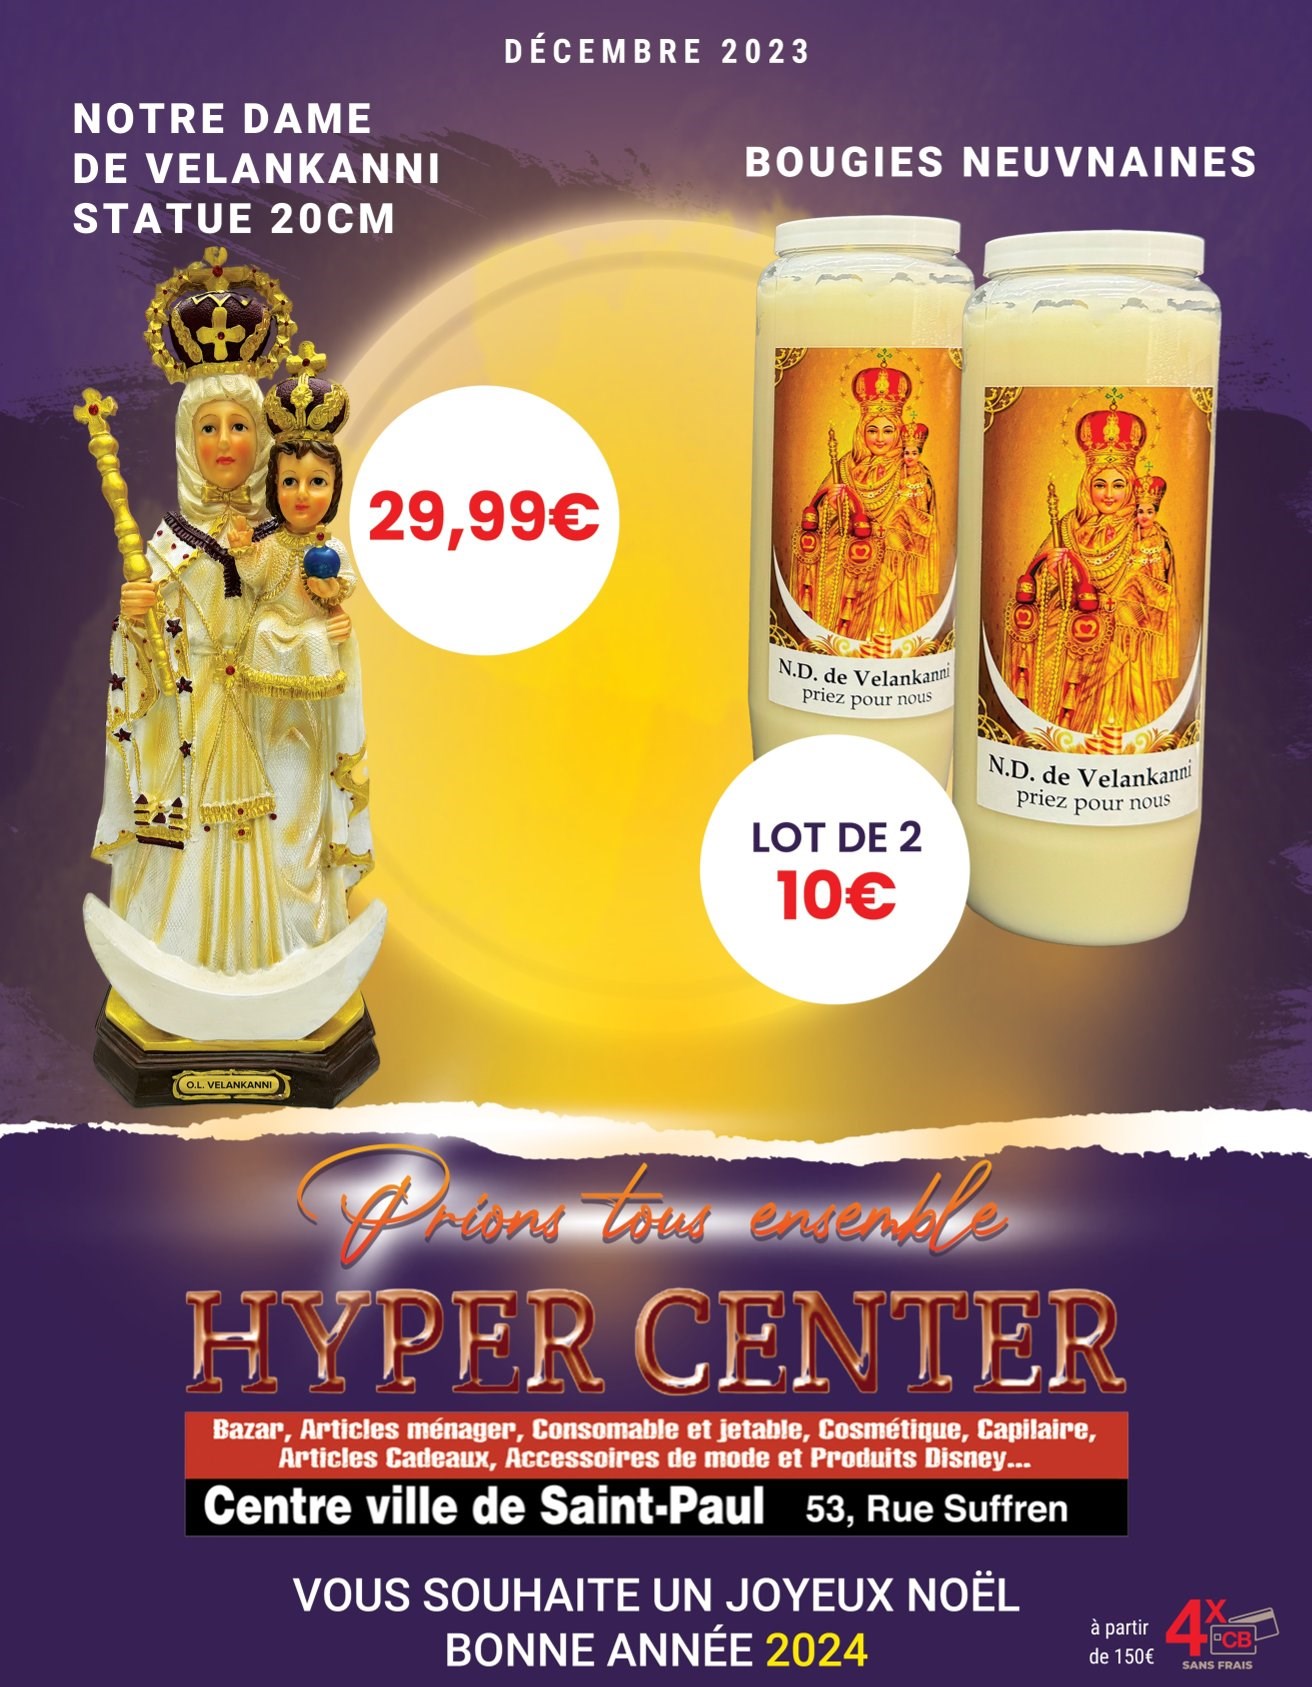 DÉCEMBRE 2023
NOTRE DAME
DE VELANKANNI
STATUE 20CM
BOUGIES NEUVNAINES
29,99€
N.D. de Velankanni
priez pour nous
N.D. de Velankanni
priez pour nous
LOT DE 2
10€
O.L. VELANKANNI
Prions tous ensemble
HYPER CENTER
Bazar, Articles ménager, Consomable et jetable, Cosmétique, Capilaire,
Articles Cadeaux, Accessoires de mode et Produits Disney...
Centre ville de Saint-Paul 53, Rue Suffren
VOUS SOUHAITE UN JOYEUX NOËL
BONNE ANNÉE 2024
à partir
de 150€
4X CB
SANS FRAIS